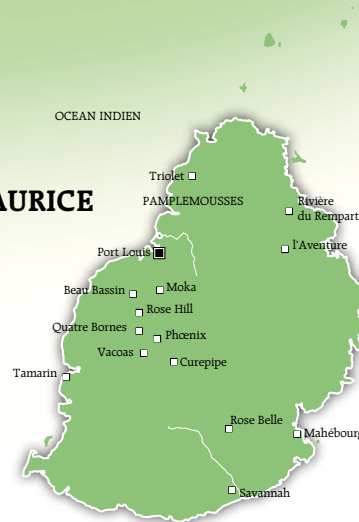 OCEAN INDIEN
Triolet
AURICE
PAMPLEMOUSSES
Rivière
du Rempart
l'Aventure
Port Louis
Beau Bassin
Moka
Rose Hill
Quatre Bornes
Phœnix
Vacoas
Curepipe
Tamarin
Rose Belle
Mahébourg
Savannah